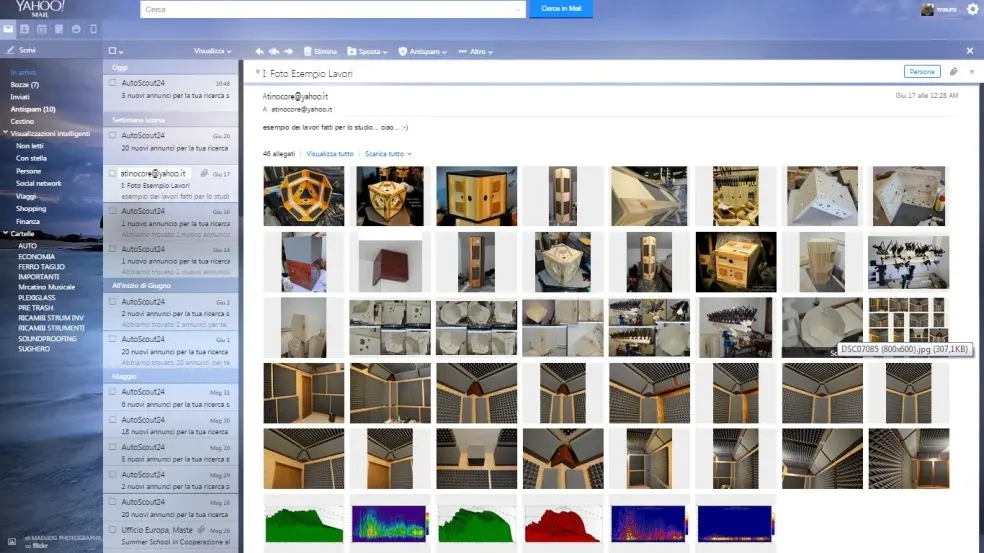 YAHOO!
MAIL
Cerca
Cerca in Mail
mauro
Scrivi
Visualizza
Elimina
Sposta
Antispam
Altro
In arrivo
Bozze (7)
Inviati
Antispam (10)
Cestino
Visualizzazioni intelligenti
Non letti
Con stella
Persone
Social network
Viaggi
Shopping
Finanza
Cartelle
AUTO
ECONOMIA
FERRO TAGLIO
IMPORTANTI
Mrcatino Musicale
PLEXIGLASS
PRE TRASH
RICAMBI STRUM INV
RICAMBI STRUMENTI
SOUNDPROOFING
SUGHERO
di MADdOG PHOTOGRAPHY
su flickr
Oggi
AutoScout24 10:48
3 nuovi annunci per la tua ricerca s
Settimana scorsa
AutoScout24 Giu 20
20 nuovi annunci per la tua ricerca
atinocore@yahoo.it Giu 17
I: Foto Esempio Lavori
esempio dei lavori fatti per lo studi
AutoScout24
1 nuovo annuncio per la tua ricerca
Abbiamo trovato 1 nuovo annunci
AutoScout24 Giu 14
1 nuovo annuncio per la tua ricerca
Abbiamo trovato 1 nuovo annunci
All'inizio di Giugno
AutoScout24 Giu 2
2 nuovi annunci per la tua ricerca s
Abbiamo trovato 2 annunci per te.
AutoScout24 Giu 1
20 nuovi annunci per la tua ricerca
Abbiamo trovato 20 annunci per te
Maggio
AutoScout24 Mag 31
6 nuovi annunci per la tua ricerca s
AutoScout24 Mag 30
18 nuovi annunci per la tua ricerca
AutoScout24 Mag 30
5 nuovi annunci per la tua ricerca s
AutoScout24 Mag 29
2 nuovi annunci per la tua ricerca s
AutoScout24 Mag 26
20 nuovi annunci per la tua ricerca
Ufficio Europa, Maste Mag 26
Summer School in Cooperazione al
I: Foto Esempio Lavori
Persone
Atinocore@yahoo.it
Giu 17 alle 12:28 AM
A atinocore@yahoo.it
esempio dei lavori fatti per lo studio... ciao... :-)
46 allegati
Visualizza tutto
Scarica tutto
DSC07085 (800x600).jpg (307,1KB)